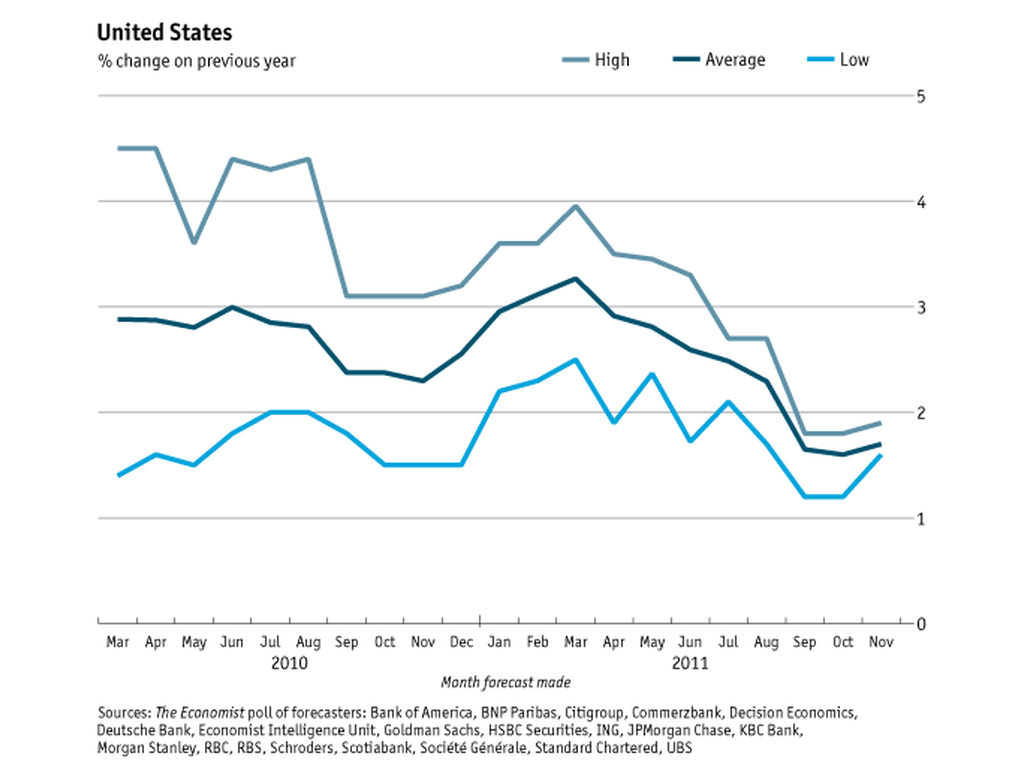 United States
% change on previous year
High Average Low
5
4
3
2
1
0
Mar Apr May Jun Jul Aug Sep Oct Nov Dec Jan Feb Mar Apr May Jun Jul Aug Sep Oct Nov
2010 2011
Month forecast made
Sources: The Economist poll of forecasters: Bank of America, BNP Paribas, Citigroup, Commerzbank, Decision Economics,
Deutsche Bank, Economist Intelligence Unit, Goldman Sachs, HSBC Securities, ING, JPMorgan Chase, KBC Bank,
Morgan Stanley, RBC, RBS, Schroders, Scotiabank, Société Générale, Standard Chartered, UBS